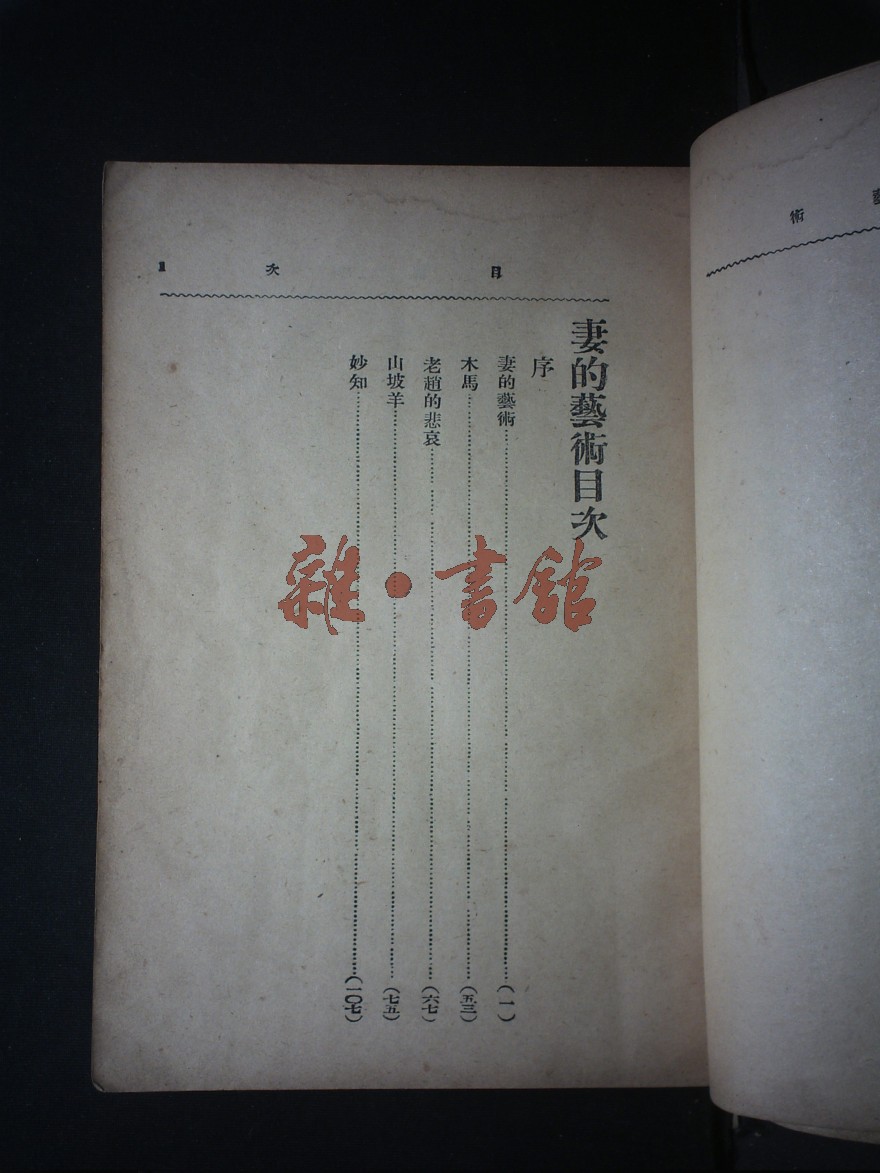 目次 1
妻的藝術目次
序
妻的藝術……(一)
木馬……(五三)
老趙的悲哀……(六七)
山坡羊……(七五)
妙知……(一〇七)
雜·書館
藝術